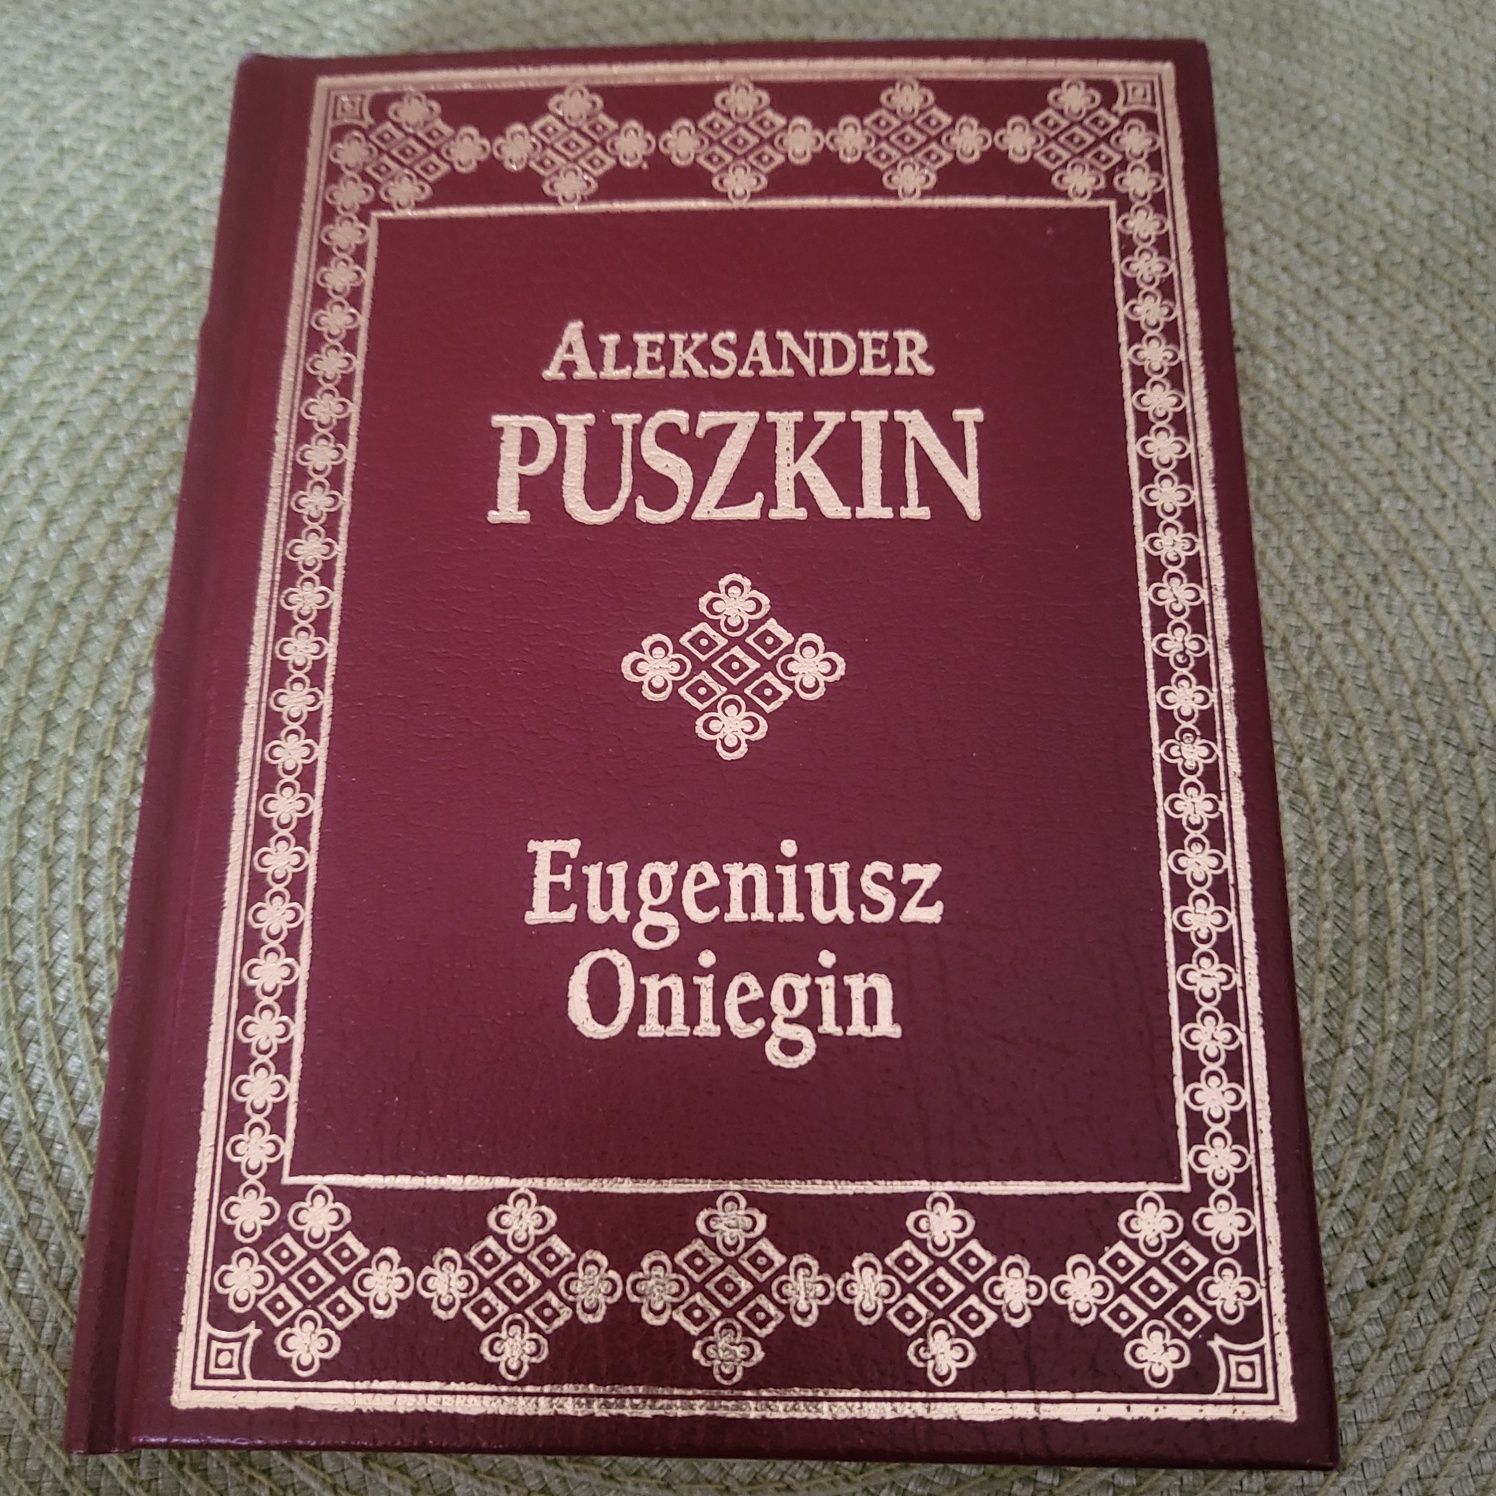 ALEKSANDER
PUSZKIN
Eugeniusz
Oniegin